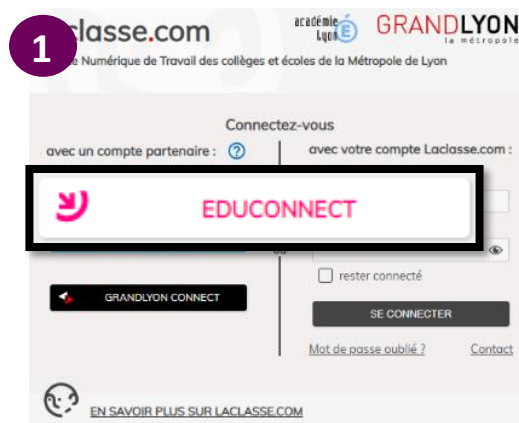 1
classe.com
académie Lyon É
GRANDLYON
la métropole
e Numérique de Travail des collèges et écoles de la Métropole de Lyon
Connectez-vous
avec un compte partenaire : ?
avec votre compte Laclasse.com :
EDUCONNECT
ou
rester connecté
GRANDLYON CONNECT
SE CONNECTER
Mot de passe oublié ?
Contact
EN SAVOIR PLUS SUR LACLASSE.COM